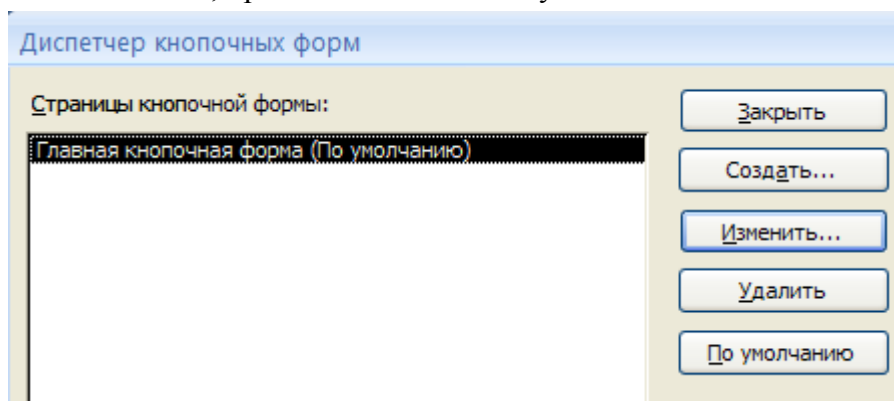 Диспетчер кнопочных форм
Страницы кнопочной формы:
Закрыть
Главная кнопочная форма (По умолчанию)
Создать...
Изменить...
Удалить
По умолчанию